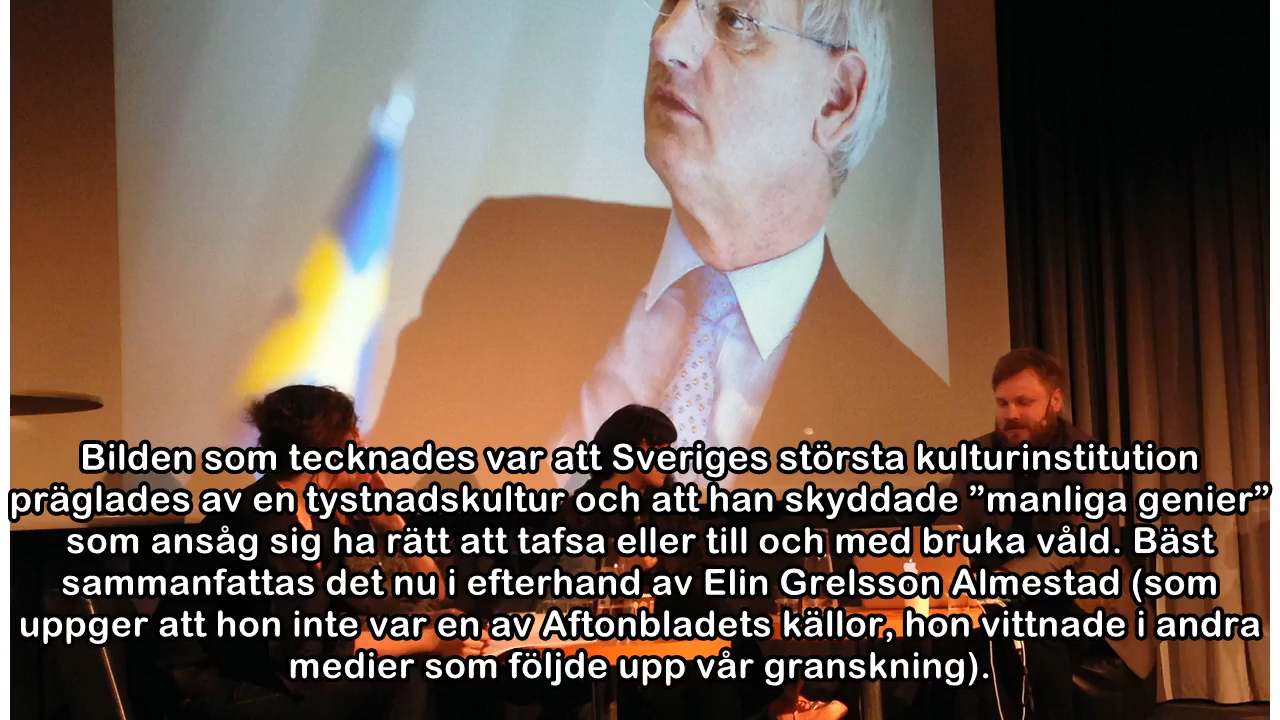 Bilden som tecknades var att Sveriges största kulturinstitution
präglades av en tystnadskultur och att han skyddade ”manliga genier”
som ansåg sig ha rätt att tafsa eller till och med bruka våld. Bäst
sammanfattas det nu i efterhand av Elin Grelsson Almestad (som
uppger att hon inte var en av Aftonbladets källor, hon vittnade i andra
medier som följde upp vår granskning).